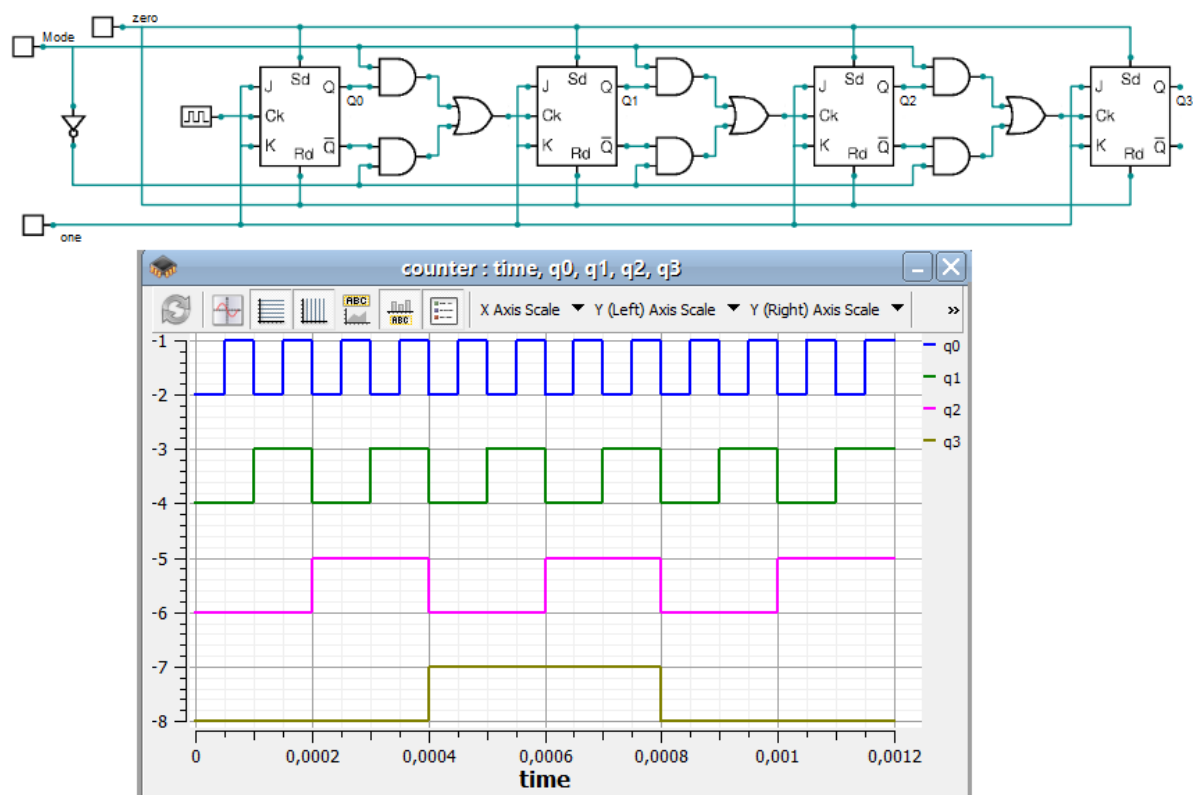 zero
Mode
J Sd Q Q0
Ck
K Rd Q̅
J Sd Q Q1
Ck
K Rd Q̅
J Sd Q Q2
Ck
K Rd Q̅
J Sd Q Q3
Ck
K Rd Q̅
one
counter : time, q0, q1, q2, q3
ABC ABC X Axis Scale Y (Left) Axis Scale Y (Right) Axis Scale »
-1
-2
-3
-4
-5
-6
-7
-8
q0
q1
q2
q3
0 0,0002 0,0004 0,0006 0,0008 0,001 0,0012
time